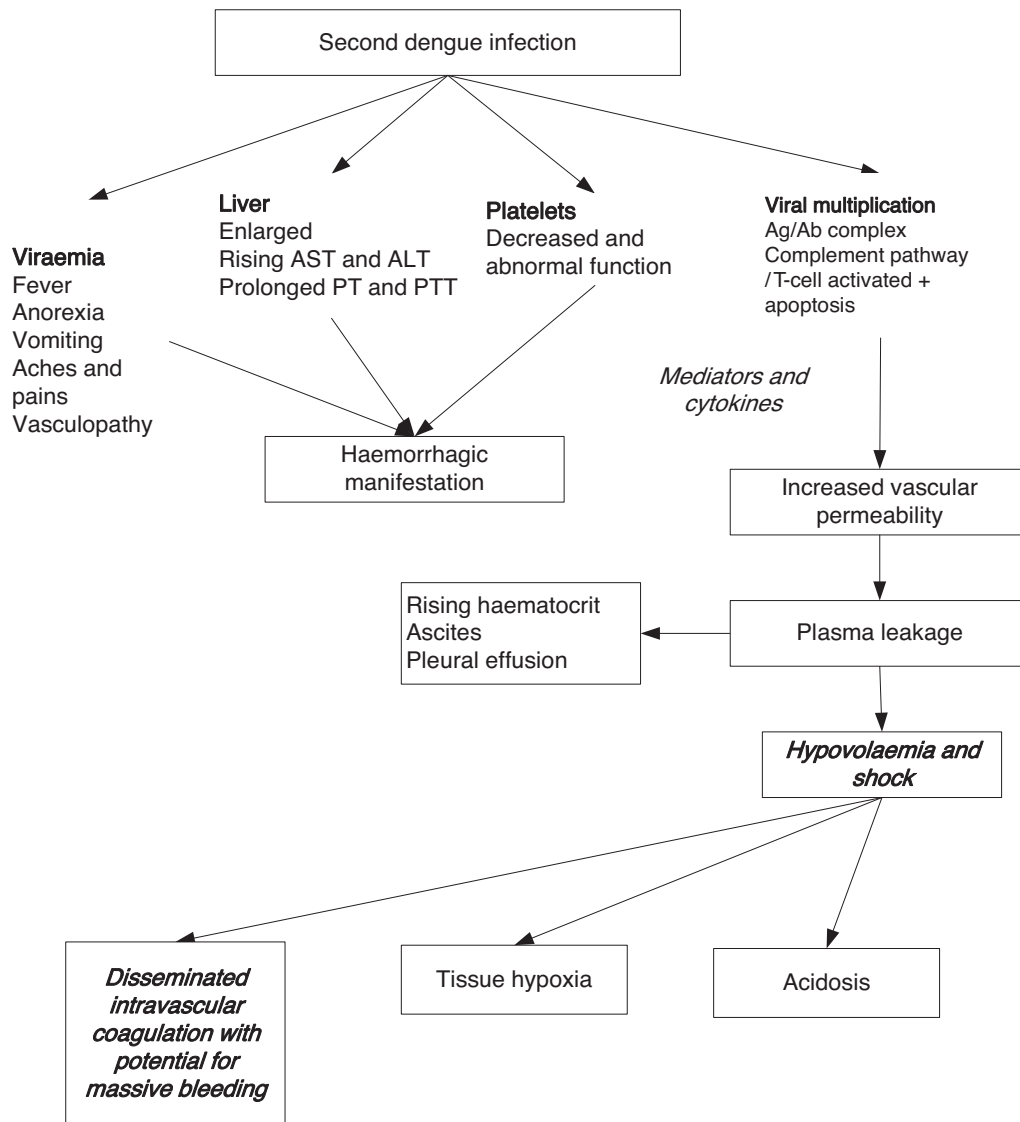 Second dengue infection
Viraemia
Fever
Anorexia
Vomiting
Aches and
pains
Vasculopathy
Liver
Enlarged
Rising AST and ALT
Prolonged PT and PTT
Platelets
Decreased and
abnormal function
Viral multiplication
Ag/Ab complex
Complement pathway
/T-cell activated +
apoptosis
Mediators and
cytokines
Haemorrhagic
manifestation
Increased vascular
permeability
Rising haematocrit
Ascites
Pleural effusion
Plasma leakage
Hypovolaemia and
shock
Disseminated
intravascular
coagulation with
potential for
massive bleeding
Tissue hypoxia
Acidosis